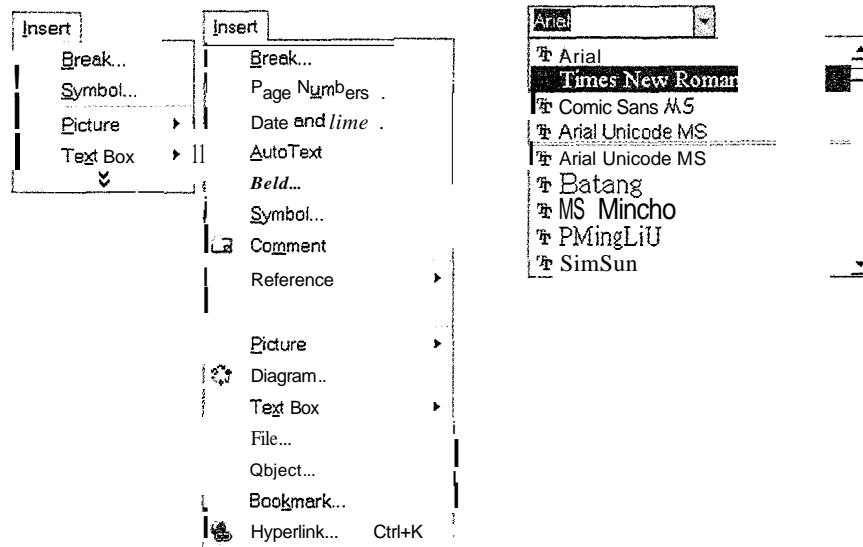 Insert
Break...
Symbol...
Picture
Text Box
Insert
Break...
Page Numbers .
Date and lime .
AutoText
Beld...
Symbol...
Comment
Reference
Picture
Diagram..
Text Box
File...
Qbject...
Bookmark...
Hyperlink... Ctrl+K
Arial
Arial
Times New Roman
Comic Sans MS
Arial Unicode MS
Arial Unicode MS
Batang
MS Mincho
PMingLiU
SimSun